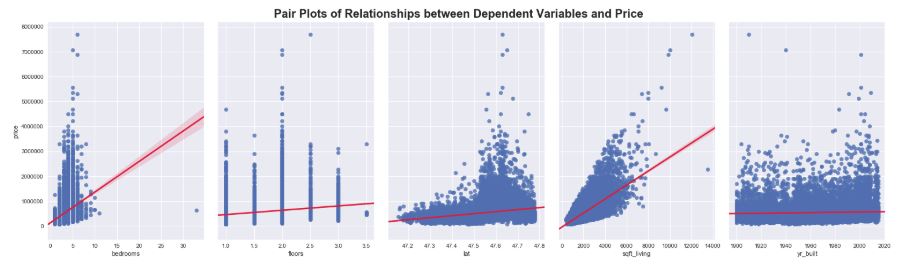 Pair Plots of Relationships between Dependent Variables and Price
8000000
7000000
6000000
5000000
4000000
3000000
2000000
1000000
0
price
0 5 10 15 20 25 30
bedrooms
1.0 1.5 2.0 2.5 3.0 3.5
floors
47.2 47.3 47.4 47.5 47.6 47.7 47.8
lat
0 2000 4000 6000 8000 10000 12000 14000
sqft_living
1900 1920 1940 1960 1980 2000 2020
yr_built